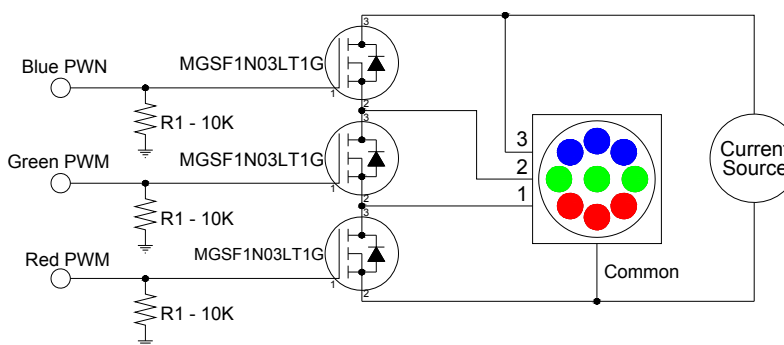 3
Blue PWN
MGSF1N03LT1G
1
R1 - 10K
2
3
Green PWM
MGSF1N03LT1G
1
R1 - 10K
2
3
Red PWM
MGSF1N03LT1G
1
R1 - 10K
2
3
2
1
Common
Current
Source